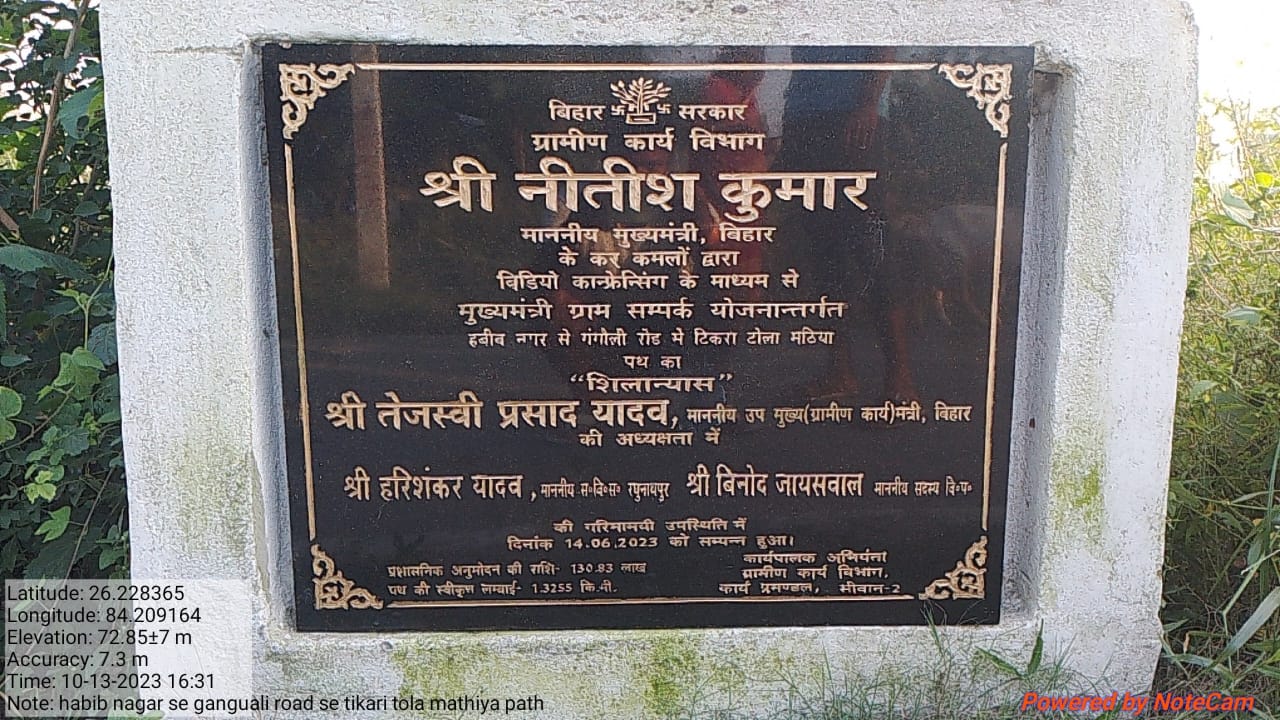 बिहार सरकार
ग्रामीण कार्य विभाग
श्री नीतीश कुमार
माननीय मुख्यमंत्री, बिहार
के कर कमलों द्वारा
विडियो कान्फ्रेन्सिंग के माध्यम से
मुख्यमंत्री ग्राम सम्पर्क योजनान्तर्गत
हबीब नगर से गंगौली रोड में टिकरा टोला मठिया
पथ का
“शिलान्यास”
श्री तेजस्वी प्रसाद यादव, माननीय उप मुख्य(ग्रामीण कार्य)मंत्री, बिहार
की अध्यक्षता में
श्री हरिशंकर यादव, माननीय स०वि०स० रघुनाथपुर श्री बिनोद जायसवाल माननीय सदस्य वि०प०
की गरिमामयी उपस्थिति में
दिनांक 14.06.2023 को सम्पन्न हुआ।
प्रशासनिक अनुमोदन की राशि- 130.83 लाख
पथ की स्वीकृत लम्बाई- 1.3255 कि.मी.
कार्यपालक अभियंता
ग्रामीण कार्य विभाग,
कार्य प्रमण्डल, सीवान-2
Latitude: 26.228365
Longitude: 84.209164
Elevation: 72.85±7 m
Accuracy: 7.3 m
Time: 10-13-2023 16:31
Note: habib nagar se ganguali road se tikari tola mathiya path
Powered by NoteCam